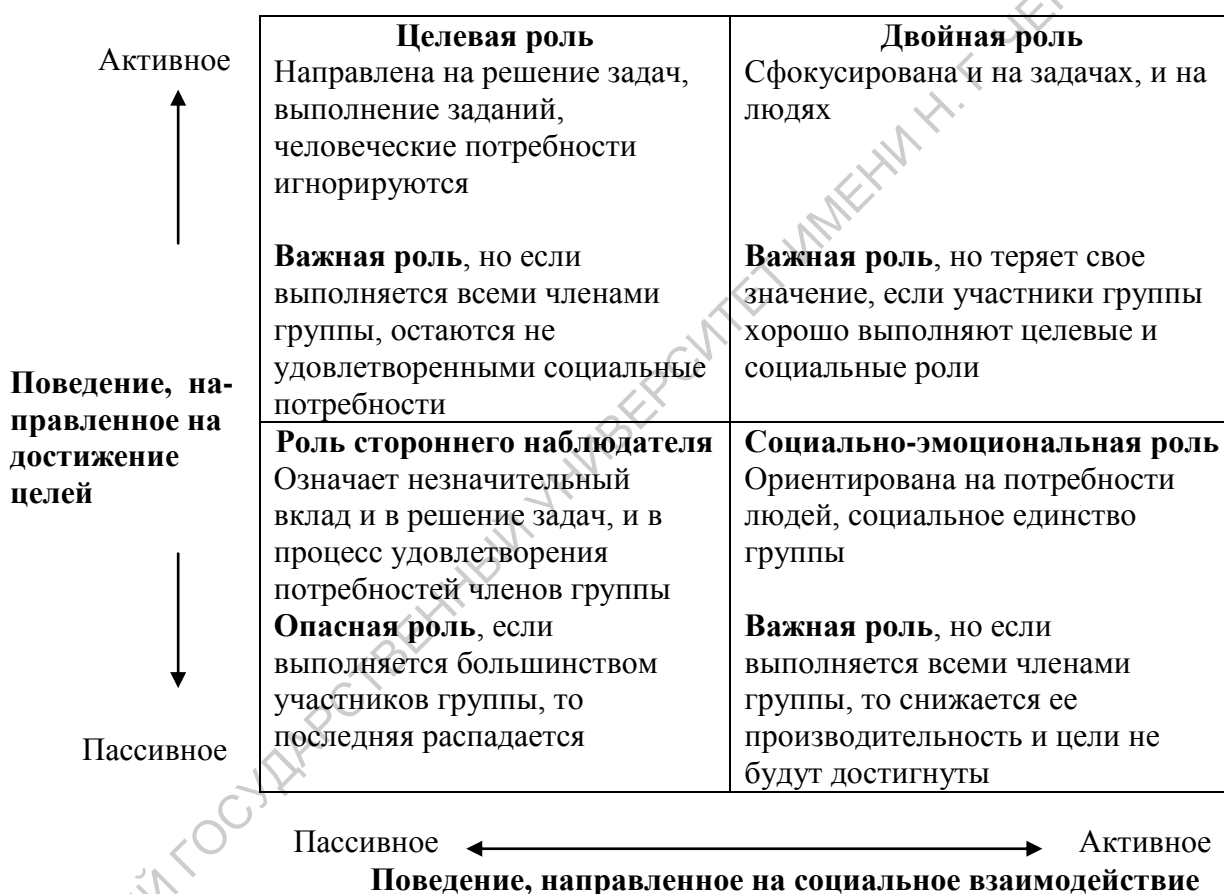 Активное
Целевая роль
Направлена на решение задач,
выполнение заданий,
человеческие потребности
игнорируются
Важная роль, но если
выполняется всеми членами
группы, остаются не
удовлетворенными социальные
потребности
Двойная роль
Сфокусирована и на задачах, и на
людях
Важная роль, но теряет свое
значение, если участники группы
хорошо выполняют целевые и
социальные роли
Поведение, на-
правленное на
достижение
целей
Роль стороннего наблюдателя
Означает незначительный
вклад и в решение задач, и в
процесс удовлетворения
потребностей членов группы
Опасная роль, если
выполняется большинством
участников группы, то
последняя распадается
Социально-эмоциональная роль
Ориентирована на потребности
людей, социальное единство
группы
Важная роль, но если
выполняется всеми членами
группы, то снижается ее
производительность и цели не
будут достигнуты
Пассивное
Пассивное Активное
Поведение, направленное на социальное взаимодействие
ГОСУДАРСТВЕННЫЙ УНИВЕРСИТЕТ ИМЕНИ Н. Г.